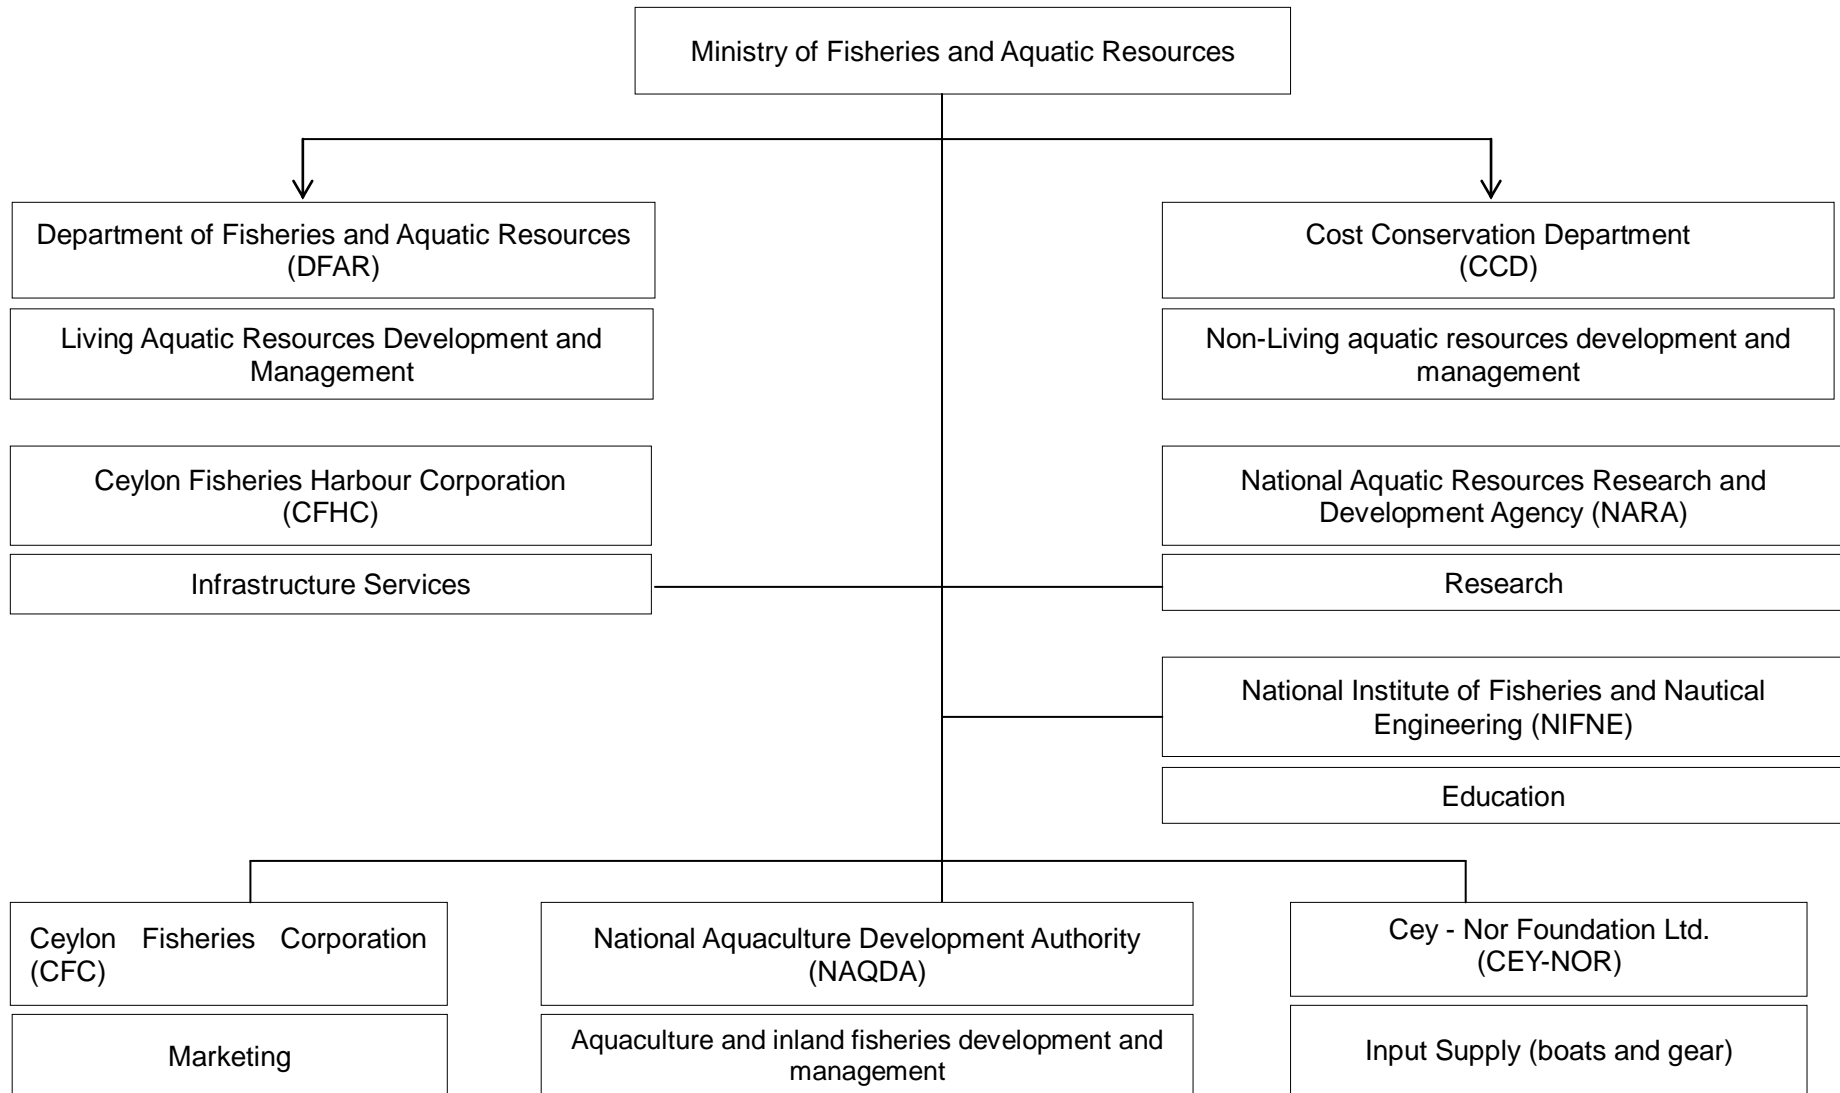 Ministry of Fisheries and Aquatic Resources
Department of Fisheries and Aquatic Resources
(DFAR)
Living Aquatic Resources Development and
Management
Cost Conservation Department
(CCD)
Non-Living aquatic resources development and
management
Ceylon Fisheries Harbour Corporation
(CFHC)
Infrastructure Services
National Aquatic Resources Research and
Development Agency (NARA)
Research
National Institute of Fisheries and Nautical
Engineering (NIFNE)
Education
Ceylon Fisheries Corporation
(CFC)
Marketing
National Aquaculture Development Authority
(NAQDA)
Aquaculture and inland fisheries development and
management
Cey - Nor Foundation Ltd.
(CEY-NOR)
Input Supply (boats and gear)